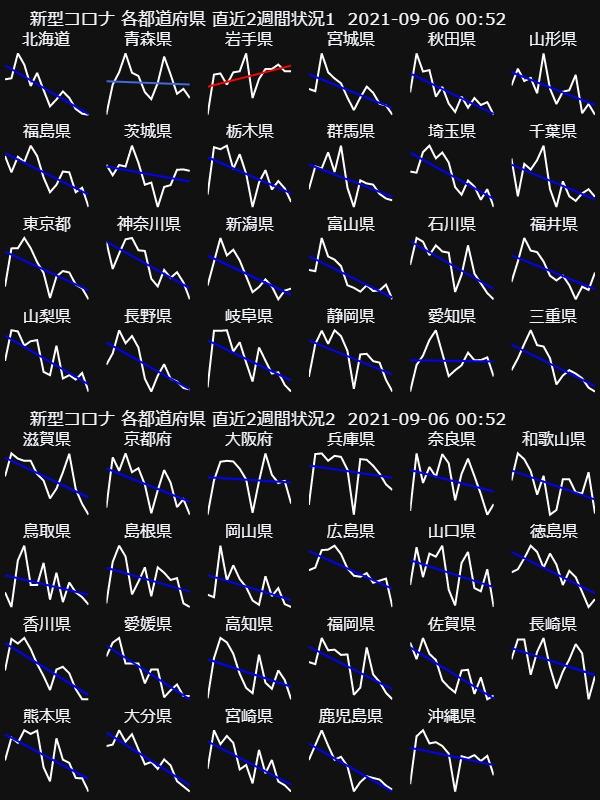 新型コロナ 各都道府県 直近2週間状況1 2021-09-06 00:52
北海道 青森県 岩手県 宮城県 秋田県 山形県
福島県 茨城県 栃木県 群馬県 埼玉県 千葉県
東京都 神奈川県 新潟県 富山県 石川県 福井県
山梨県 長野県 岐阜県 静岡県 愛知県 三重県
新型コロナ 各都道府県 直近2週間状況2 2021-09-06 00:52
滋賀県 京都府 大阪府 兵庫県 奈良県 和歌山県
鳥取県 島根県 岡山県 広島県 山口県 徳島県
香川県 愛媛県 高知県 福岡県 佐賀県 長崎県
熊本県 大分県 宮崎県 鹿児島県 沖縄県